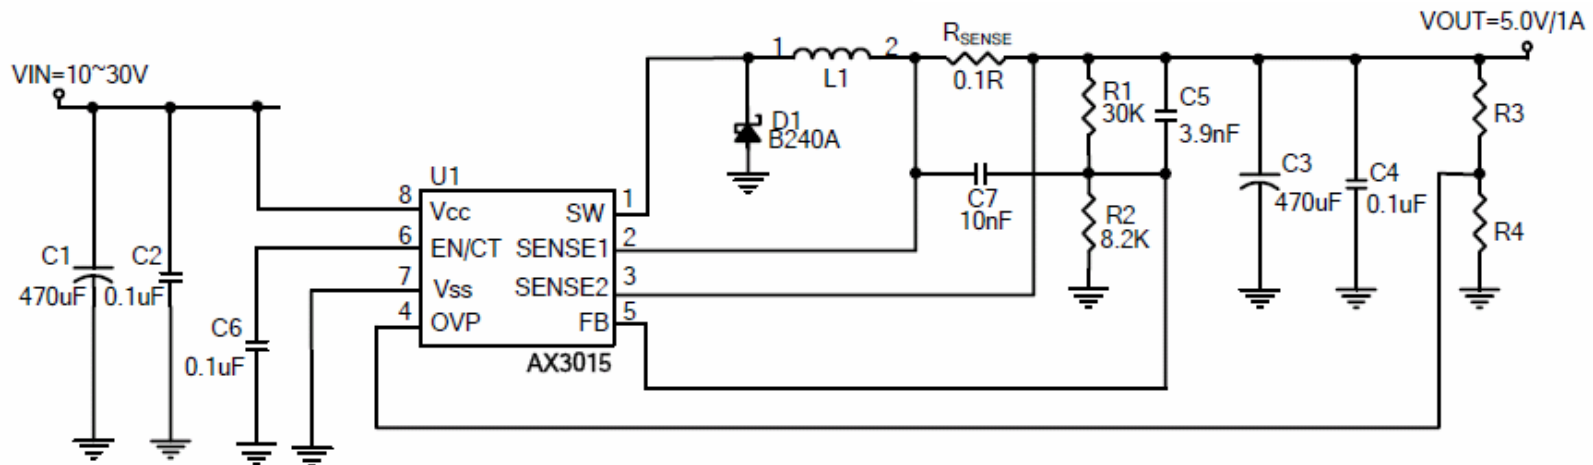 VOUT=5.0V/1A
VIN=10~30V
1
2
L1
RSENSE
0.1R
D1
B240A
R1
30K
C5
3.9nF
R3
U1
8
Vcc
SW
1
6
EN/CT
SENSE1
2
7
Vss
SENSE2
3
4
OVP
FB
5
AX3015
C7
10nF
R2
8.2K
C3
470uF
C4
0.1uF
R4
C1
470uF
C2
0.1uF
C6
0.1uF